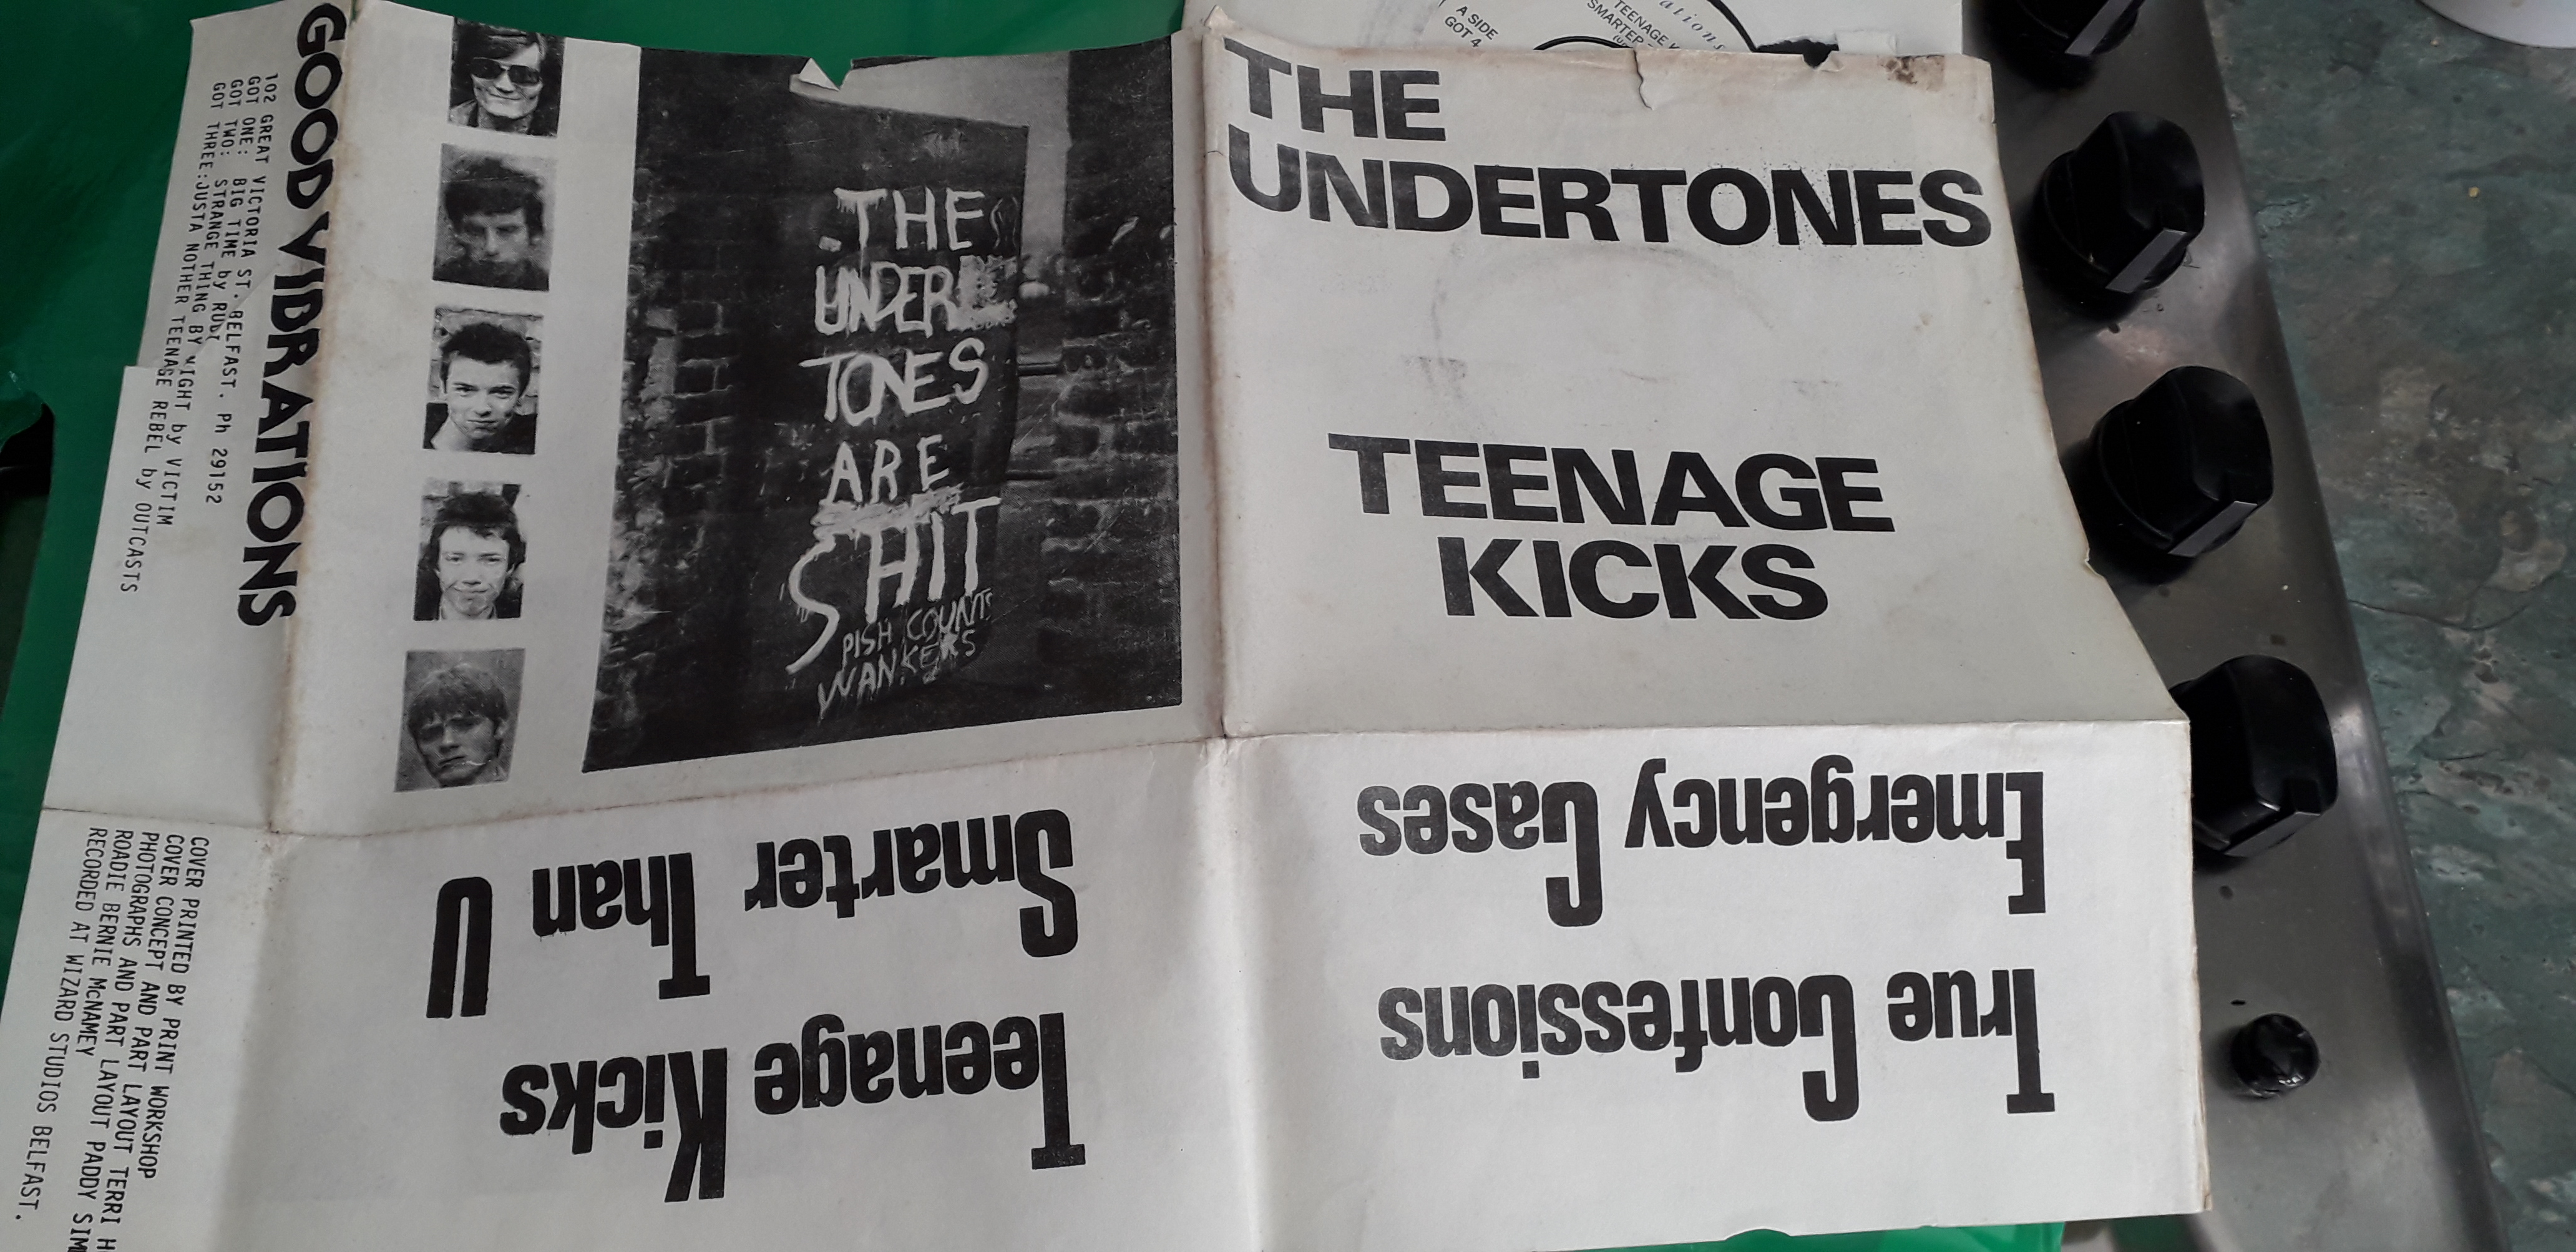 GOOD VIBRATIONS
102 GREAT VICTORIA ST. BELFAST. Ph 29152
GOT ONE: BIG TIME by RUDI
GOT TWO: STRANGE THING BY NIGHT by VICTIM
GOT THREE:JUSTA NOTHER TEENAGE REBEL by OUTCASTS
THE
UNDER
TONES
ARE
SHIT
PISH COUNTS
WANKERS
A SIDE
GOT 4
TEENAGE K
SMARTER -
ations
THE
UNDERTONES
TEENAGE
KICKS
COVER PRINTED BY PRINT WORKSHOP
COVER CONCEPT AND PART LAYOUT TERRI H
PHOTOGRAPHS AND PART LAYOUT PADDY SIM
ROADIE BERNIE McNAMEY
RECORDED AT WIZARD STUDIOS BELFAST.
Teenage Kicks
Smarter Than U
True Confessions
Emergency Cases